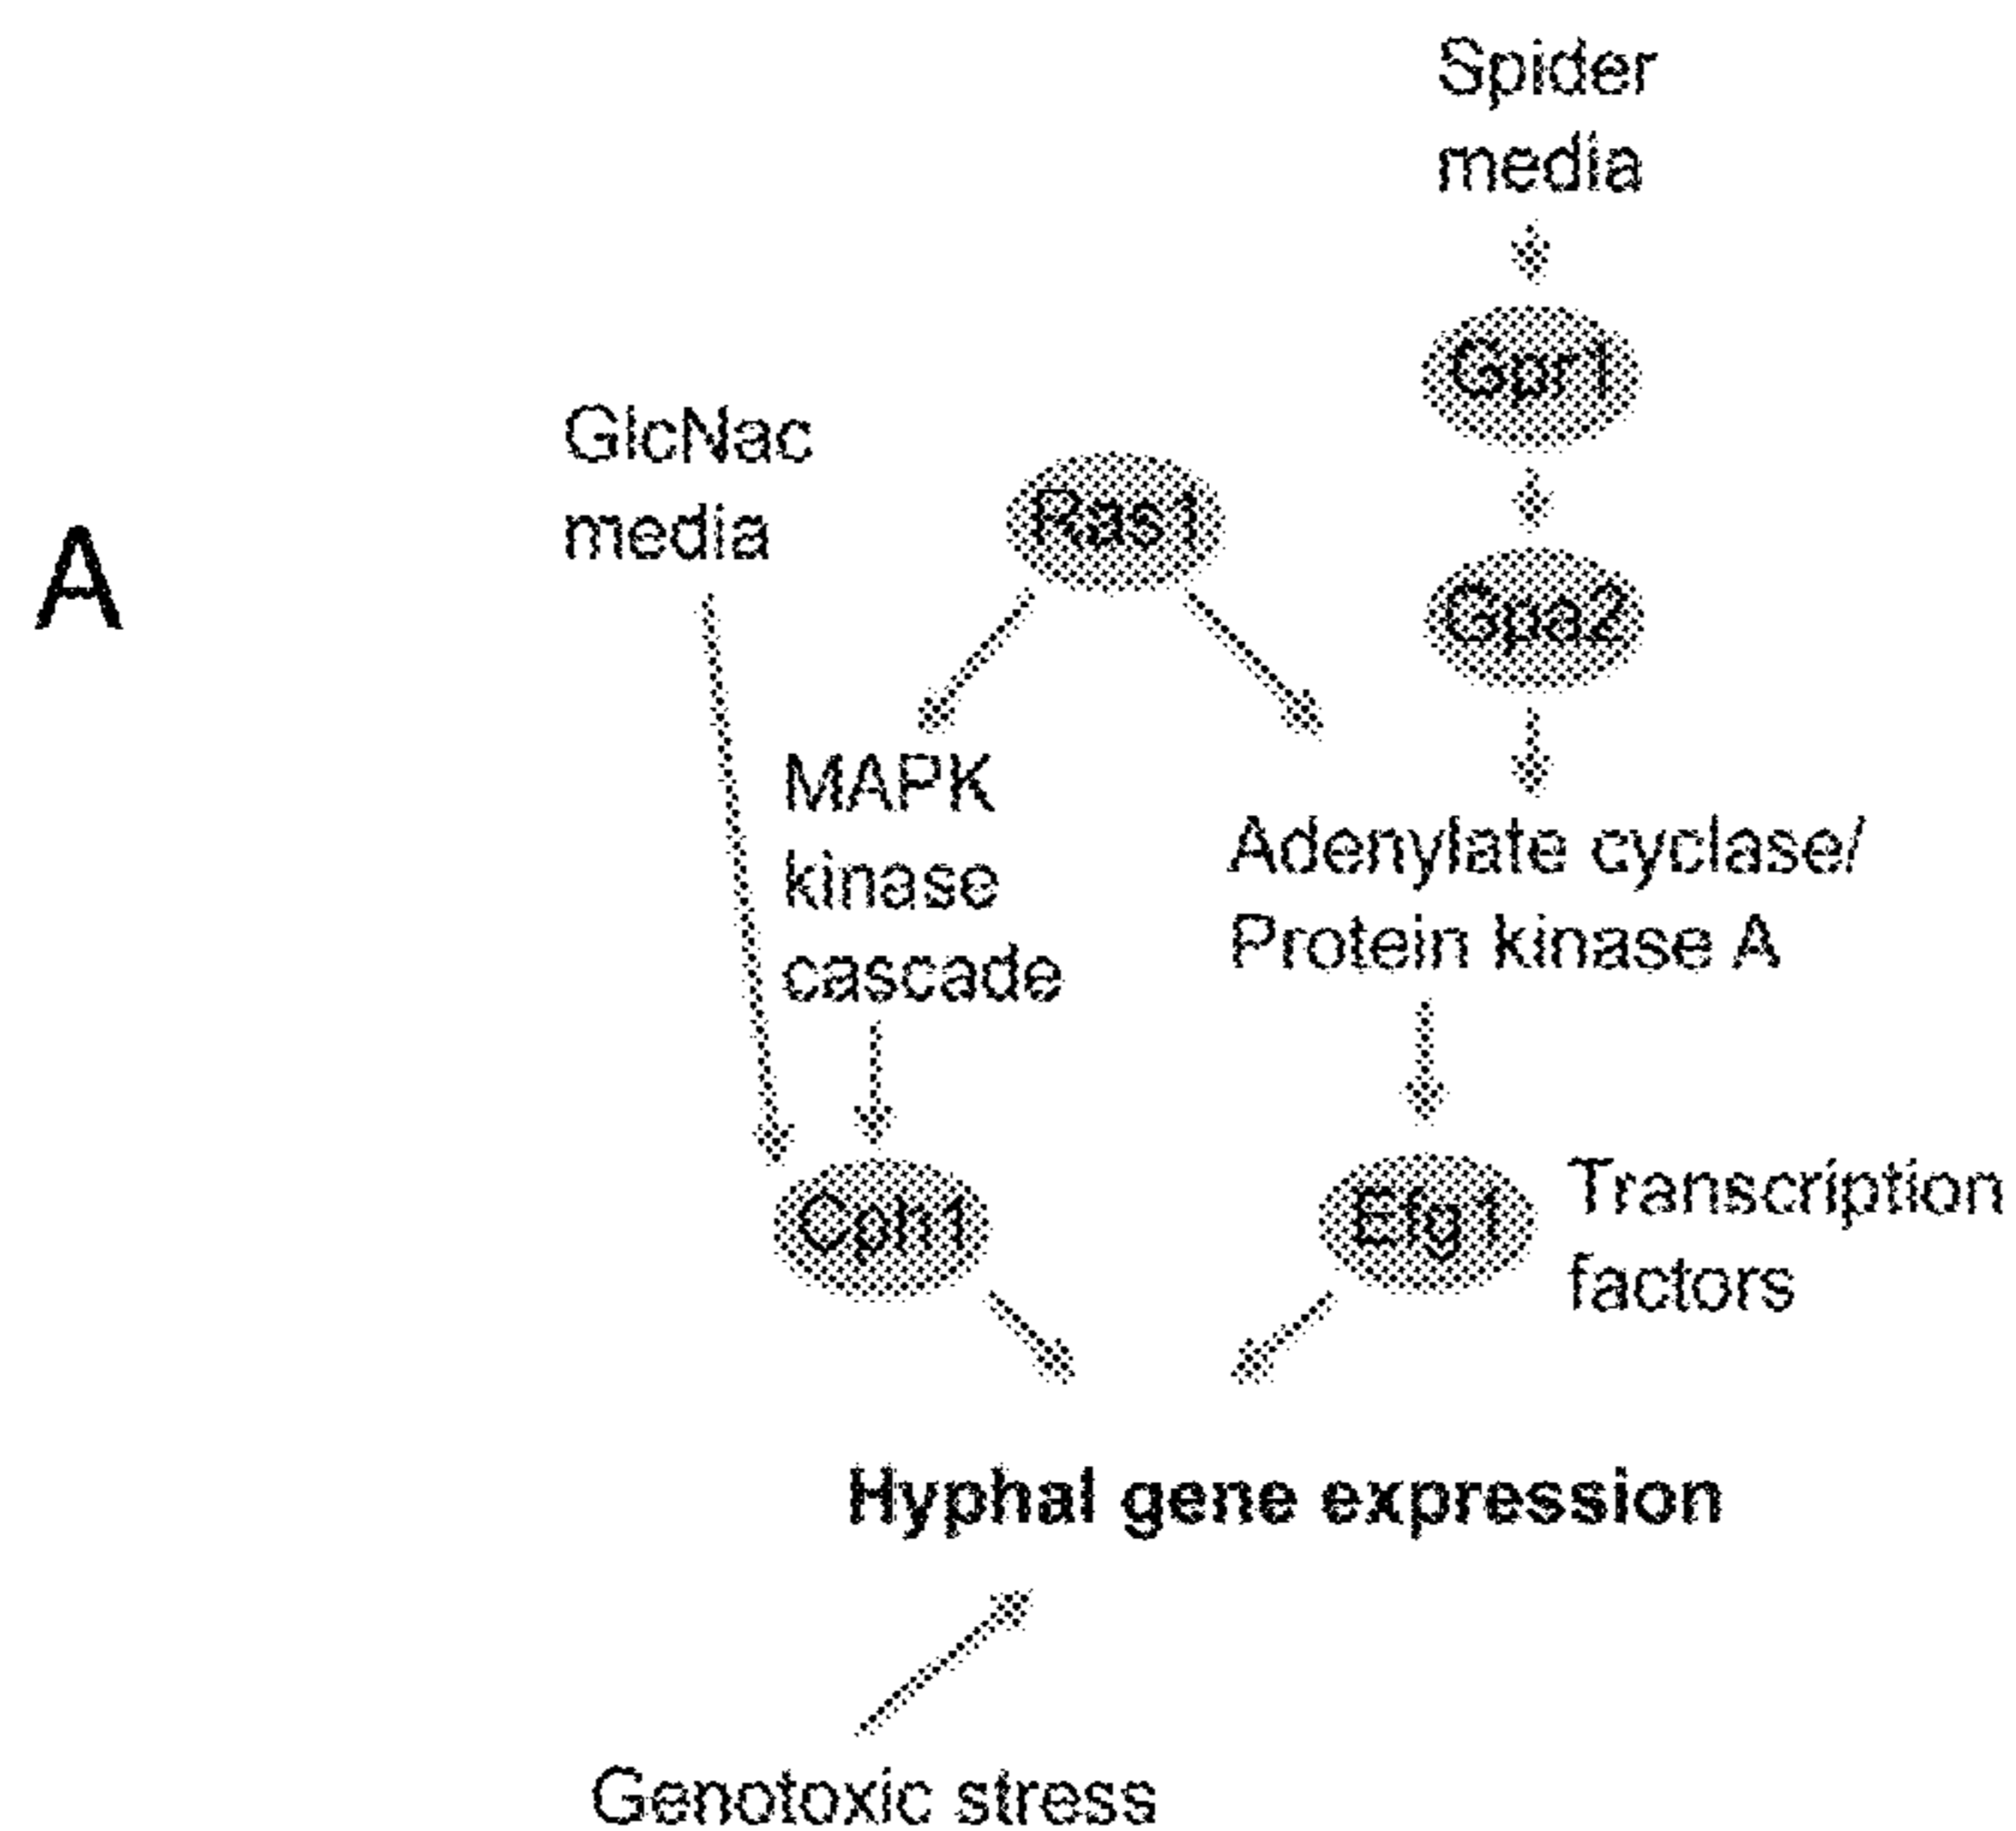 Spider
media
Gpr1
GlcNac
media
Ras1
A
Gpa2
MAPK
kinase
cascade
Adenylate cyclase/
Protein kinase A
Cph1
Efg1
Transcription
factors
Hyphal gene expression
Genotoxic stress